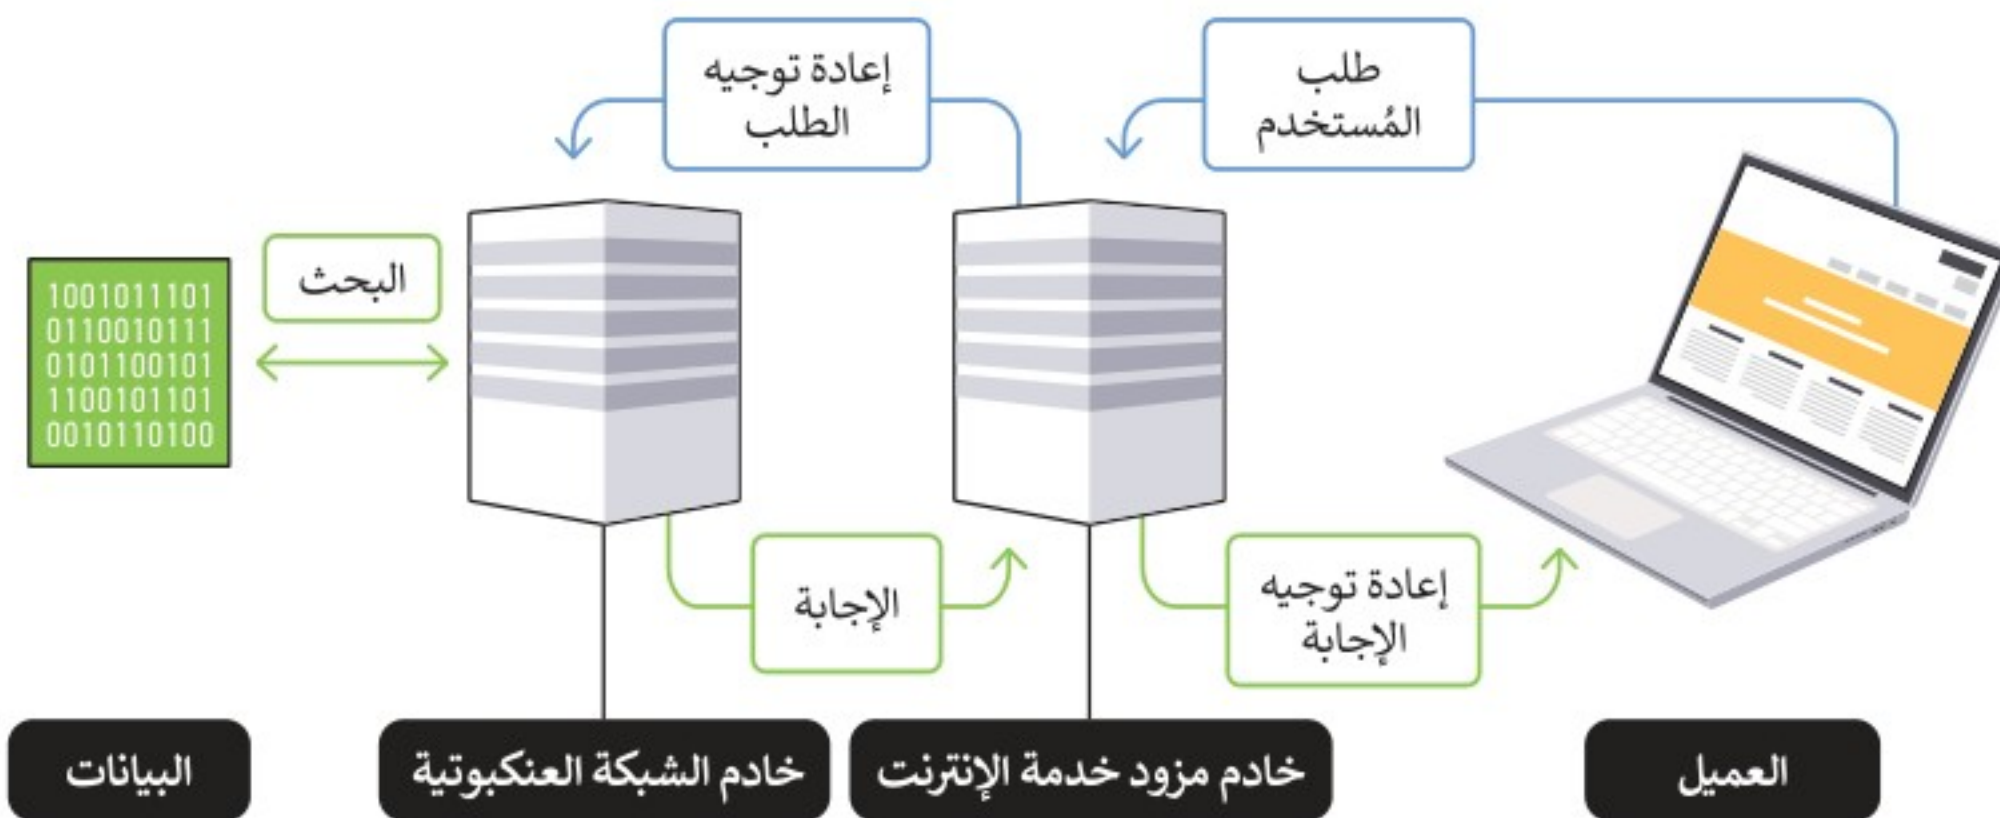 طلب
المُستخدم
إعادة توجيه
الطلب
البحث
1001011101
0110010111
0101100101
1100101101
0010110100
الإجابة
إعادة توجيه
الإجابة
العميل
خادم مزود خدمة الإنترنت
خادم الشبكة العنكبوتية
البيانات